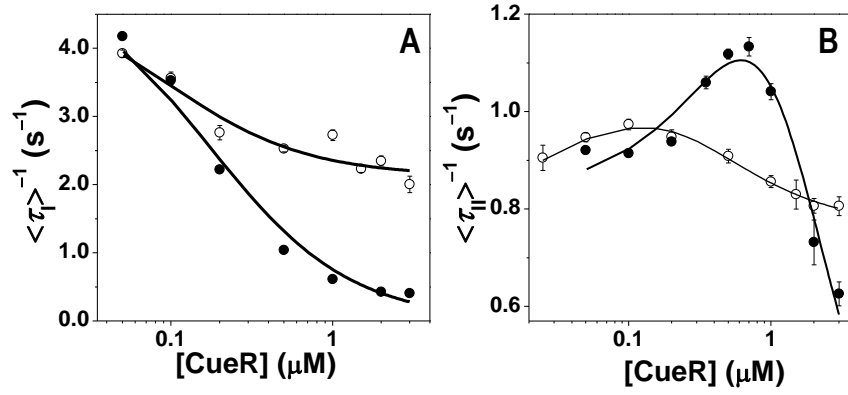 A
<τI>−1 (s−1)
4.0
3.0
2.0
1.0
0.0
0.1
1
[CueR] (μM)
B
<τII>−1 (s−1)
1.2
1.0
0.8
0.6
0.1
1
[CueR] (μM)